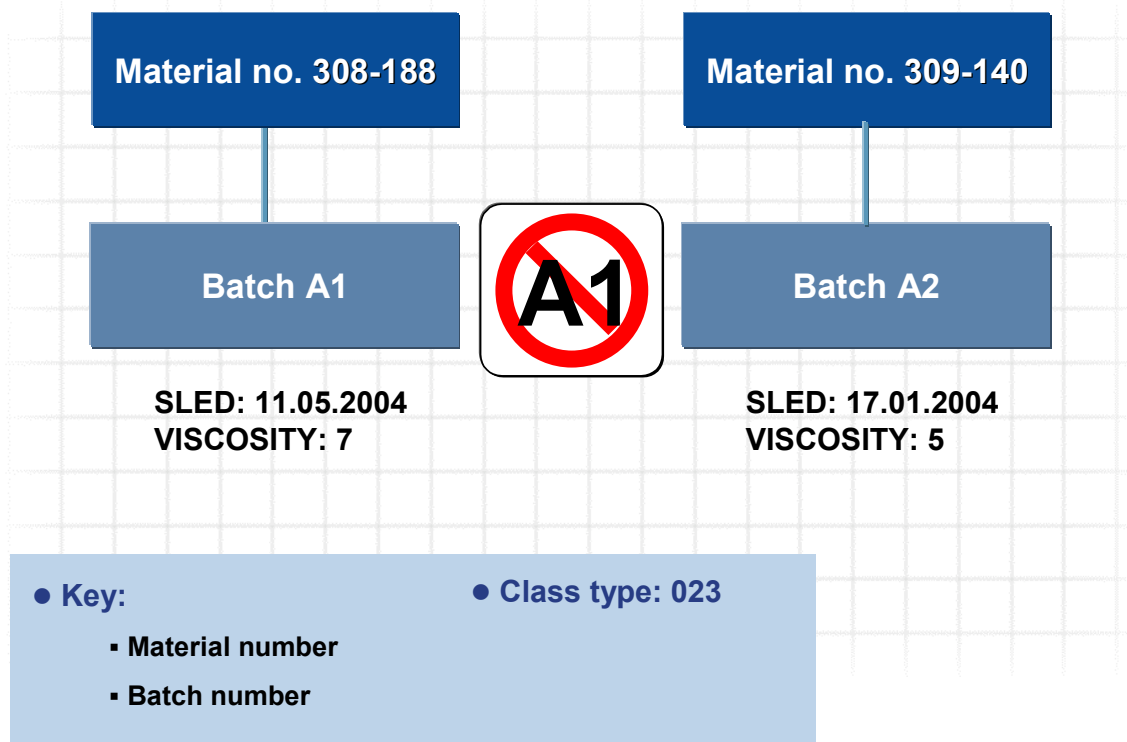 Material no. 308-188
Material no. 309-140
Batch A1
A1
Batch A2
SLED: 11.05.2004
VISCOSITY: 7
SLED: 17.01.2004
VISCOSITY: 5
● Key:
▪ Material number
▪ Batch number
● Class type: 023